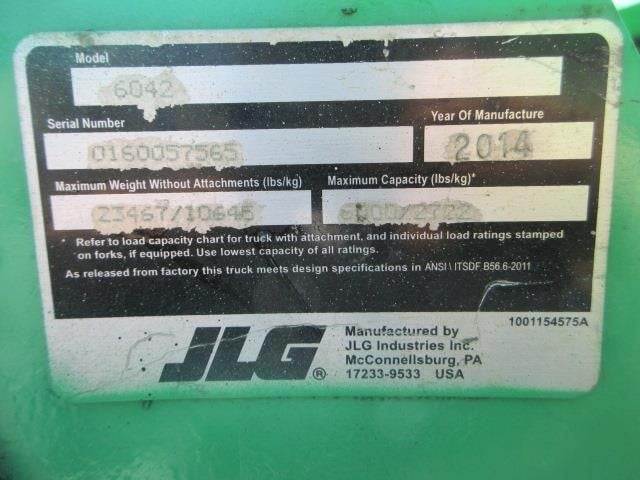 Model
6042
Serial Number
0160057565
Year Of Manufacture
2014
Maximum Weight Without Attachments (lbs/kg)
23467/10645
Maximum Capacity (lbs/kg)*
* Refer to load capacity chart for truck with attachment, and individual load ratings stamped
on forks, if equipped. Use lowest capacity of all ratings.
As released from factory this truck meets design specifications in ANSI \ ITSDF B56.6-2011
JLG®
Manufactured by
JLG Industries Inc.
McConnellsburg, PA
17233-9533 USA
1001154575A